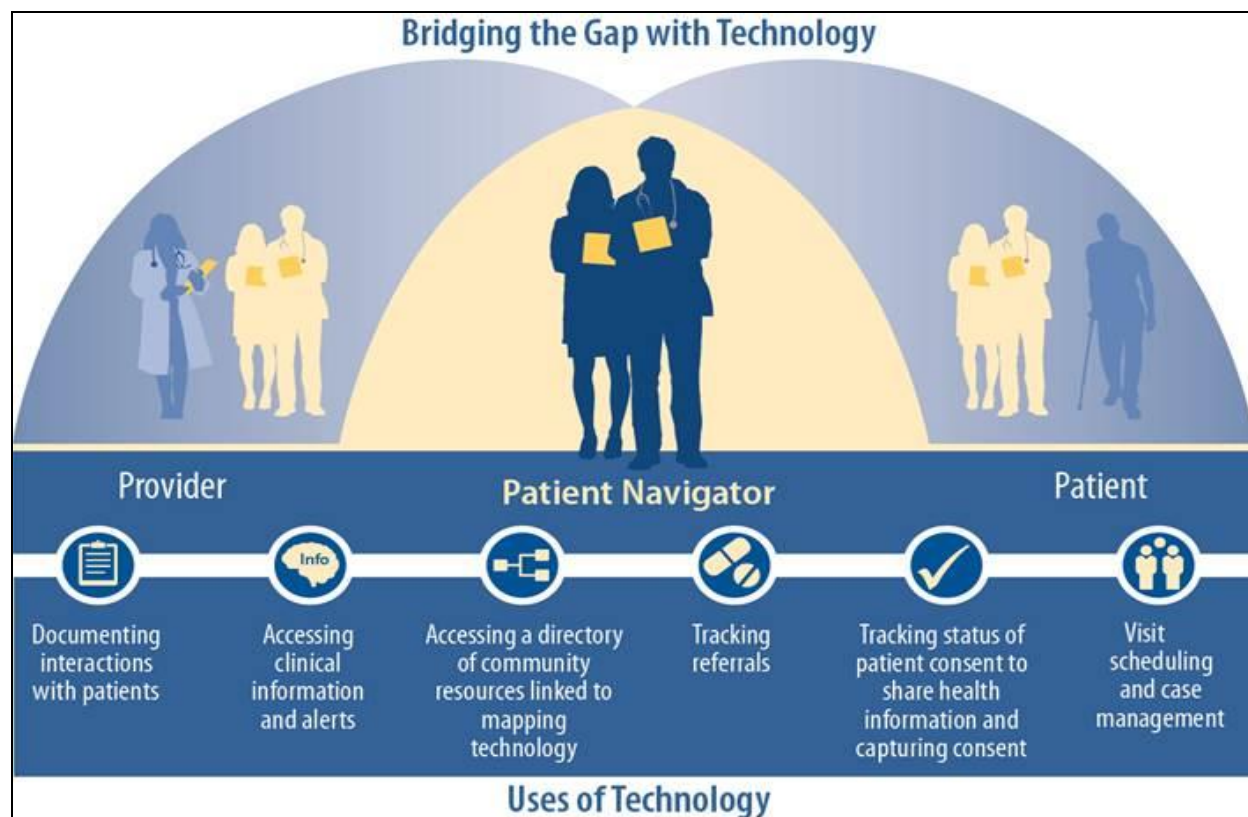 Bridging the Gap with Technology
Provider
Patient Navigator
Patient
Info
Documenting
interactions
with patients
Accessing
clinical
information
and alerts
Accessing a directory
of community
resources linked to
mapping
technology
Tracking
referrals
Tracking status of
patient consent to
share health
information and
capturing consent
Visit
scheduling
and case
management
Uses of Technology